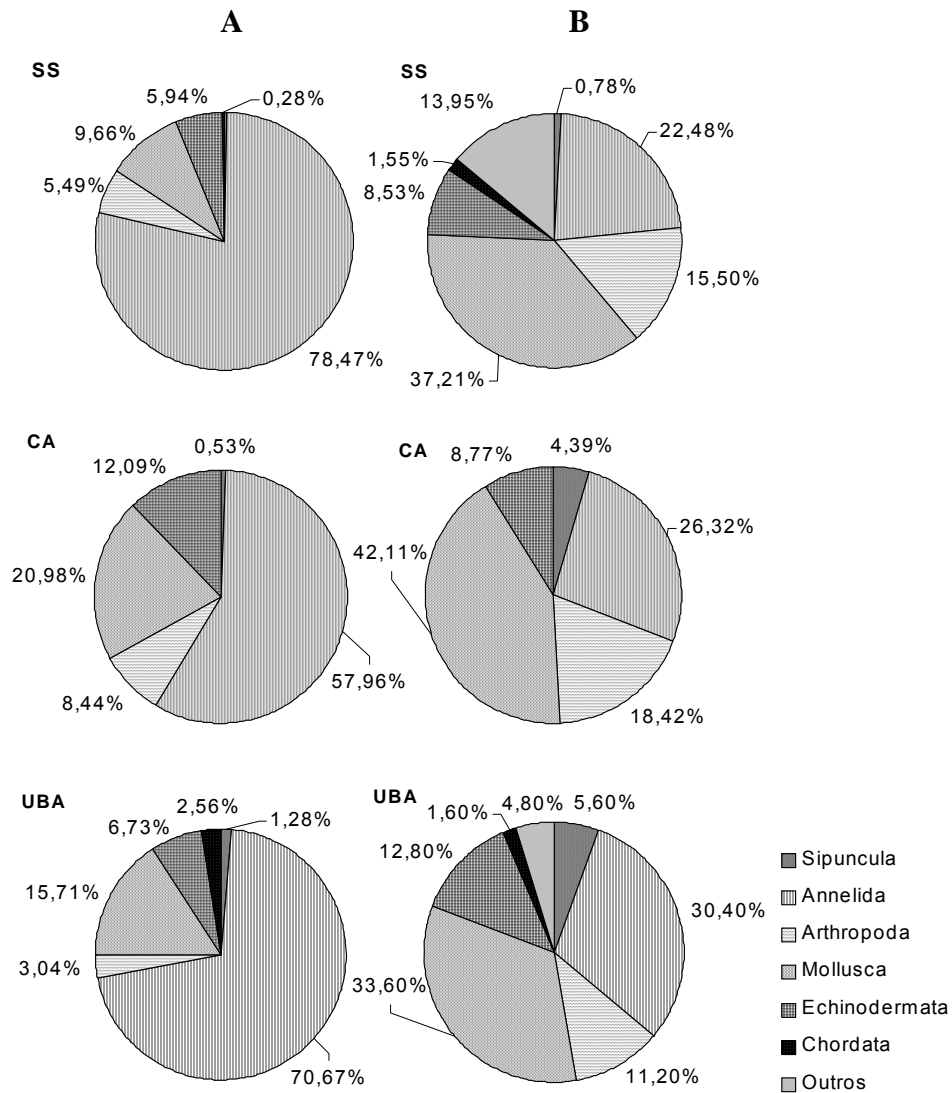 A
B
SS
5,94%
0,28%
9,66%
5,49%
78,47%
SS
13,95%
0,78%
22,48%
1,55%
8,53%
15,50%
37,21%
CA
0,53%
12,09%
20,98%
8,44%
57,96%
CA
8,77%
4,39%
26,32%
42,11%
18,42%
UBA
2,56%
1,28%
6,73%
15,71%
3,04%
70,67%
UBA
1,60%
4,80%
5,60%
12,80%
30,40%
33,60%
11,20%
Sipuncula
Annelida
Arthropoda
Mollusca
Echinodermata
Chordata
Outros